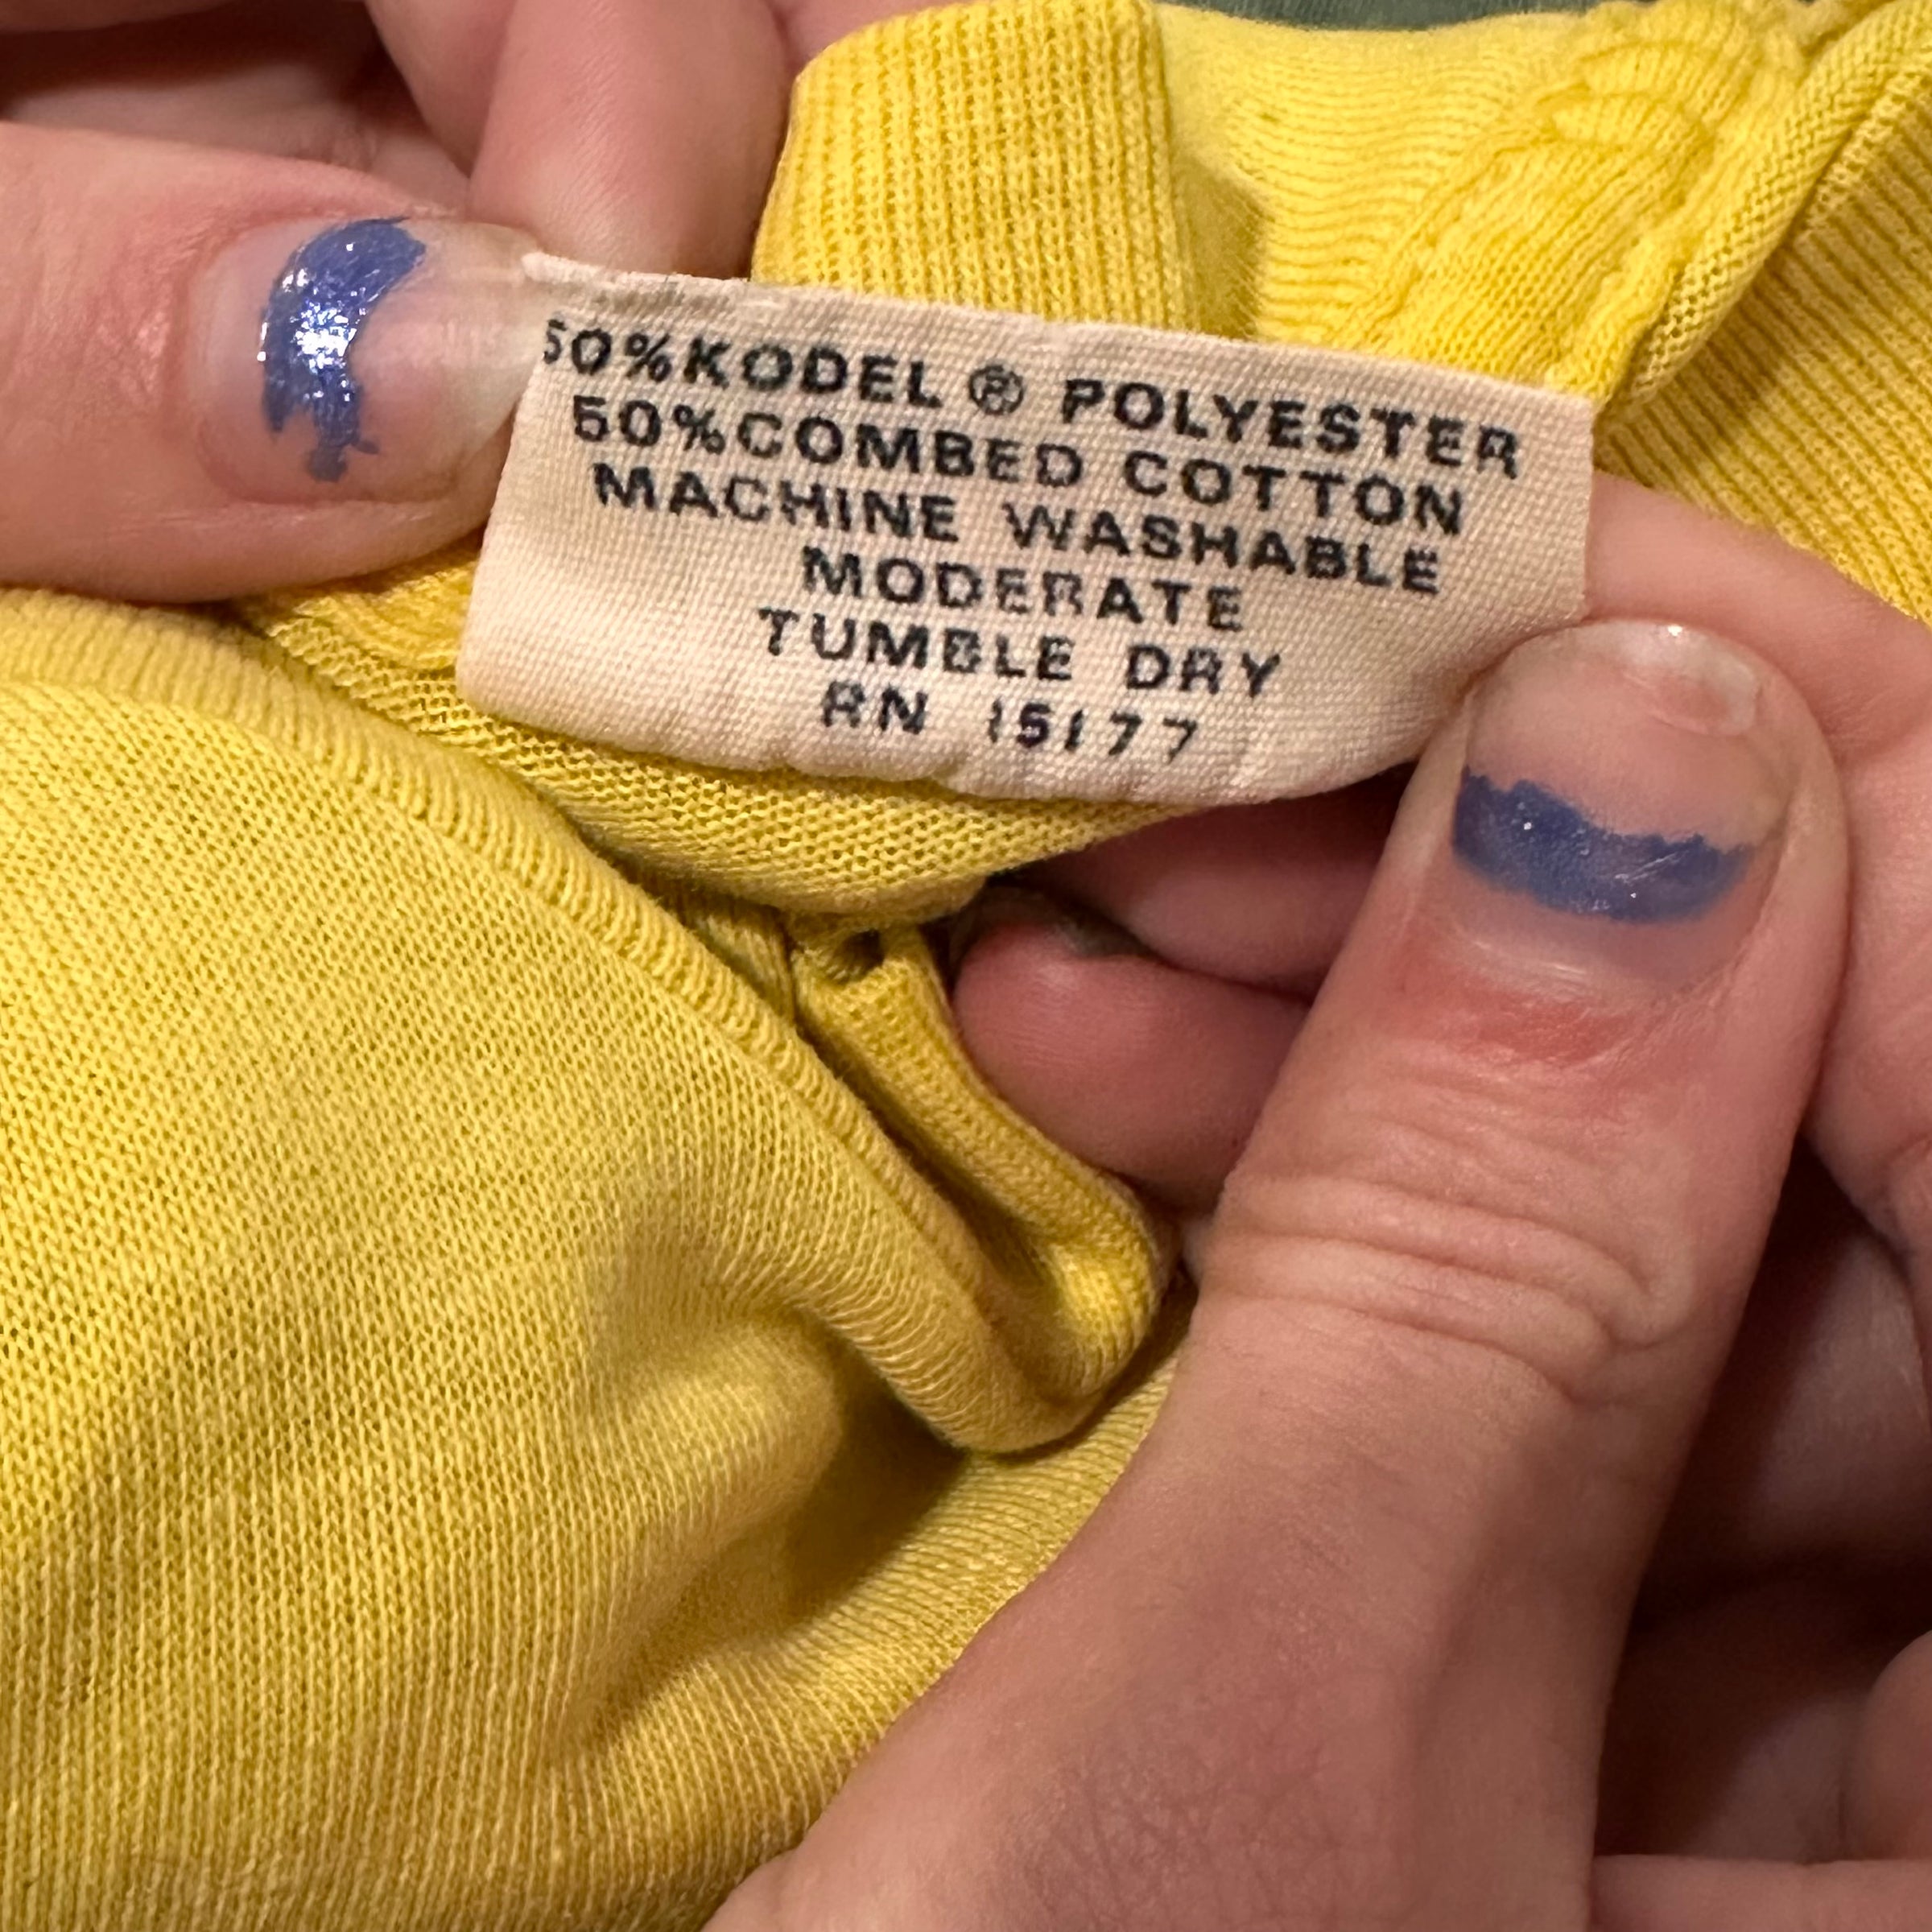 50%KODEL ® POLYESTER
50%COMBED COTTON
MACHINE WASHABLE
MODERATE
TUMBLE DRY
RN 15177